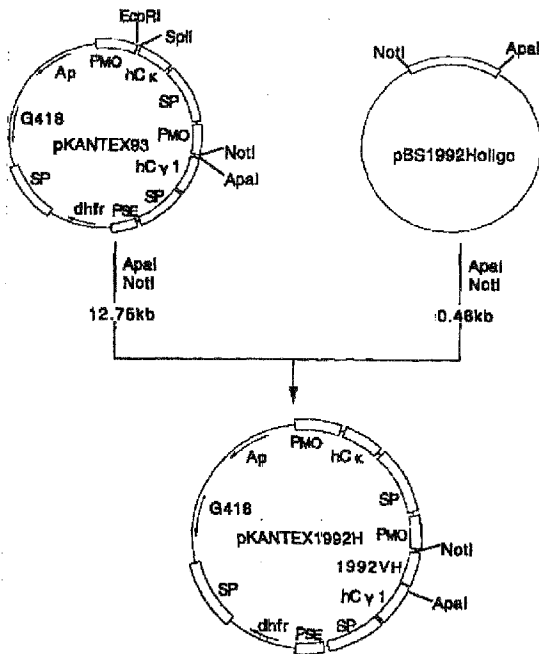 EcoRI
SplI
PMO
hCκ
Ap
SP
G418
PMO
pKANTEX93
NotI
hCγ1
ApaI
SP
SP
dhfr
PSE
NotI
ApaI
pBS1992Holigo
ApaI
NotI
12.75kb
ApaI
NotI
0.46kb
PMO
hCκ
Ap
SP
G418
PMO
pKANTEX1992H
NotI
1992VH
hCγ1
ApaI
SP
SP
dhfr
PSE